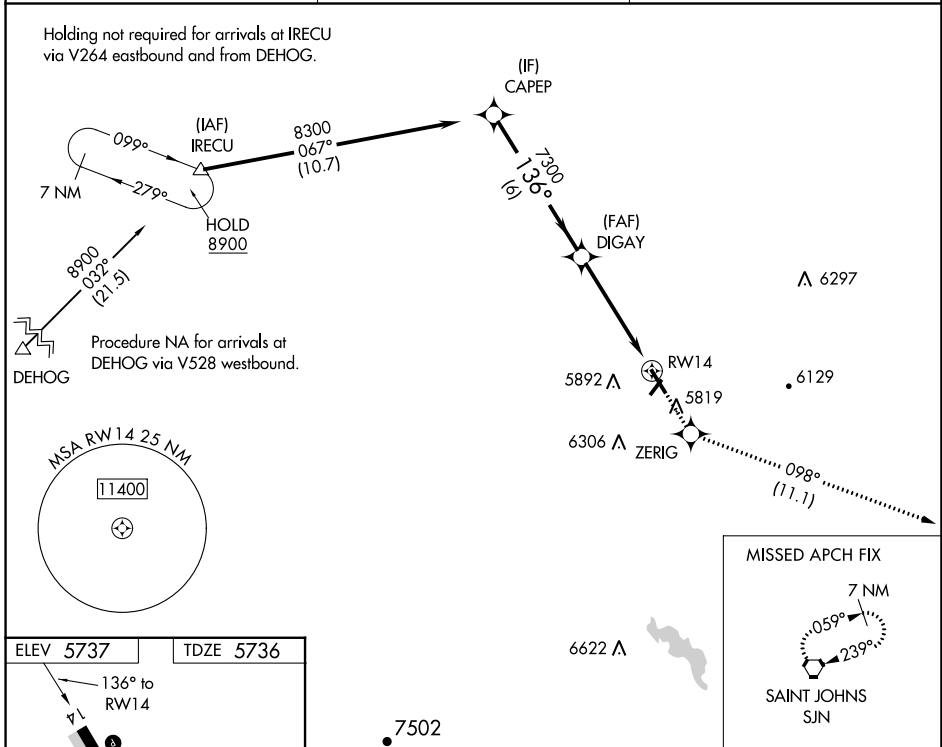 Holding not required for arrivals at IRECU
via V264 eastbound and from DEHOG.
(IF)
CAPEP
(IAF)
IRECU
8300
067°
(10.7)
099°
279°
7 NM
HOLD
8900
7300
136°
(6)
(FAF)
DIGAY
8900
032°
(21.5)
6297
Procedure NA for arrivals at
DEHOG via V528 westbound.
DEHOG
RW14
5892
5819
6129
6306
ZERIG
098°
(11.1)
MSA RW14 25 NM
11400
MISSED APCH FIX
7 NM
059°
239°
SAINT JOHNS
SJN
6622
ELEV 5737
TDZE 5736
136° to
RW14
14
P
7502